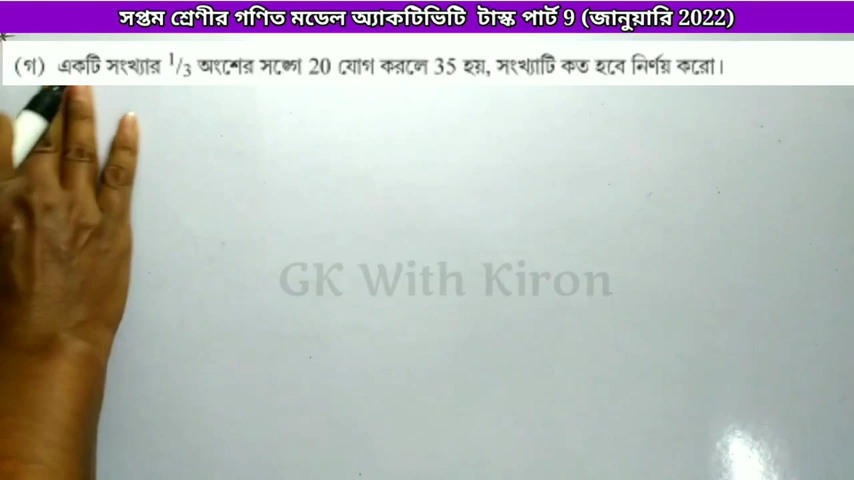 সপ্তম শ্রেণীর গণিত মডেল অ্যাকটিভিটি টাস্ক পার্ট 9 (জানুয়ারি 2022)
(গ) একটি সংখ্যার 1/3 অংশের সঙ্গে 20 যোগ করলে 35 হয়, সংখ্যাটি কত হবে নির্ণয় করো।
GK With Kiron